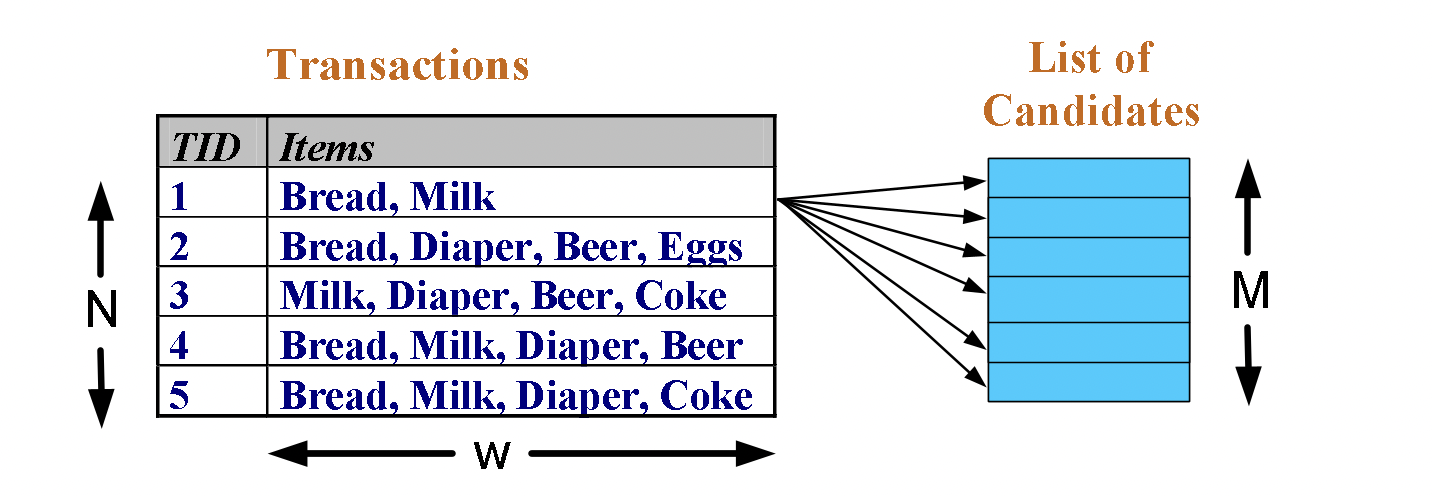 Transactions
List of
Candidates
TID Items
1 Bread, Milk
2 Bread, Diaper, Beer, Eggs
3 Milk, Diaper, Beer, Coke
4 Bread, Milk, Diaper, Beer
5 Bread, Milk, Diaper, Coke
N
M
w